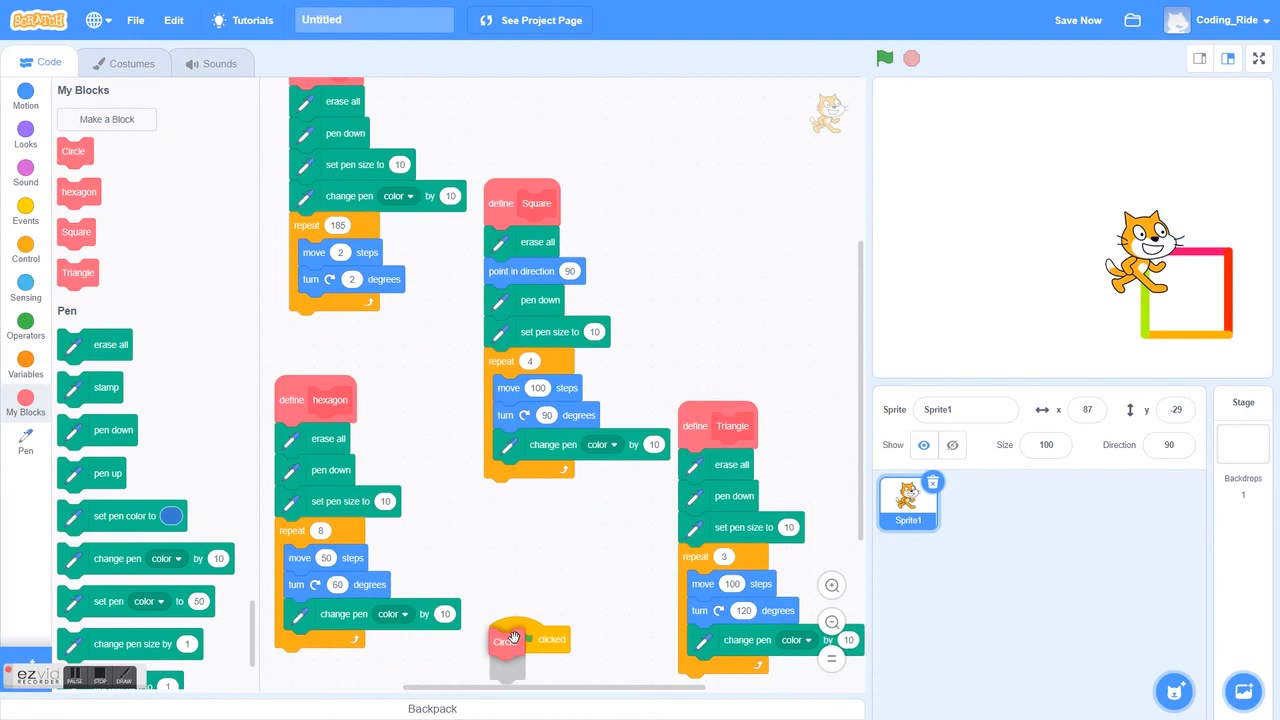 SCRATCH
File
Edit
Tutorials
Untitled
See Project Page
Save Now
Coding_Ride
Code
Costumes
Sounds
Motion
Looks
Sound
Events
Control
Sensing
Operators
Variables
My Blocks
Pen
My Blocks
Make a Block
Circle
hexagon
Square
Triangle
Pen
erase all
stamp
pen down
pen up
set pen color to
change pen color by 10
set pen color to 50
change pen size by 1
1
erase all
pen down
set pen size to 10
change pen color by 10
repeat 185
move 2 steps
turn 2 degrees
define hexagon
erase all
pen down
set pen size to 10
repeat 8
move 50 steps
turn 60 degrees
change pen color by 10
define Square
erase all
point in direction 90
pen down
set pen size to 10
repeat 4
move 100 steps
turn 90 degrees
change pen color by 10
clicked
define Triangle
erase all
pen down
set pen size to 10
repeat 3
move 100 steps
turn 120 degrees
change pen color by 10
Sprite
Sprite1
x 87
y -29
Show
Size 100
Direction 90
Sprite1
Stage
Backdrops
1
ezvid
RECORDER
PAUSE
STOP
DRAW
Backpack